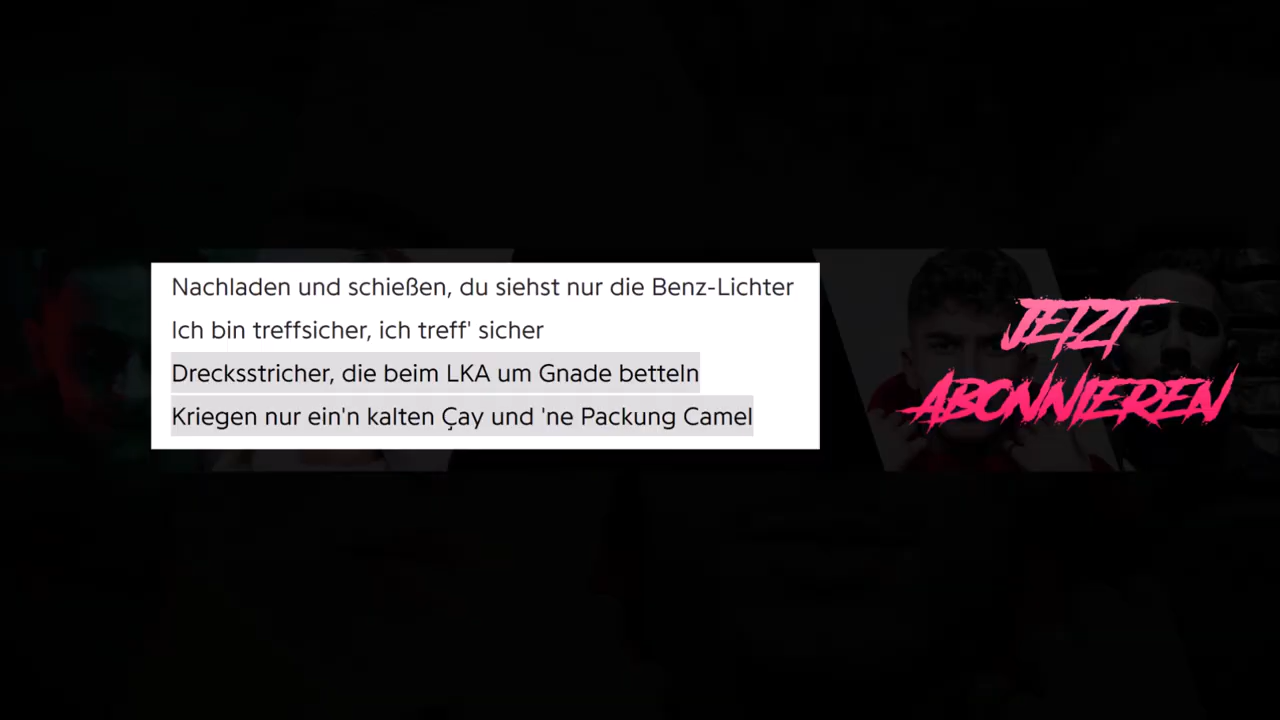 Nachladen und schießen, du siehst nur die Benz-Lichter
Ich bin treffsicher, ich treff' sicher
Drecksstricher, die beim LKA um Gnade betteln
Kriegen nur ein'n kalten Çay und 'ne Packung Camel
JETZT
ABONNIEREN